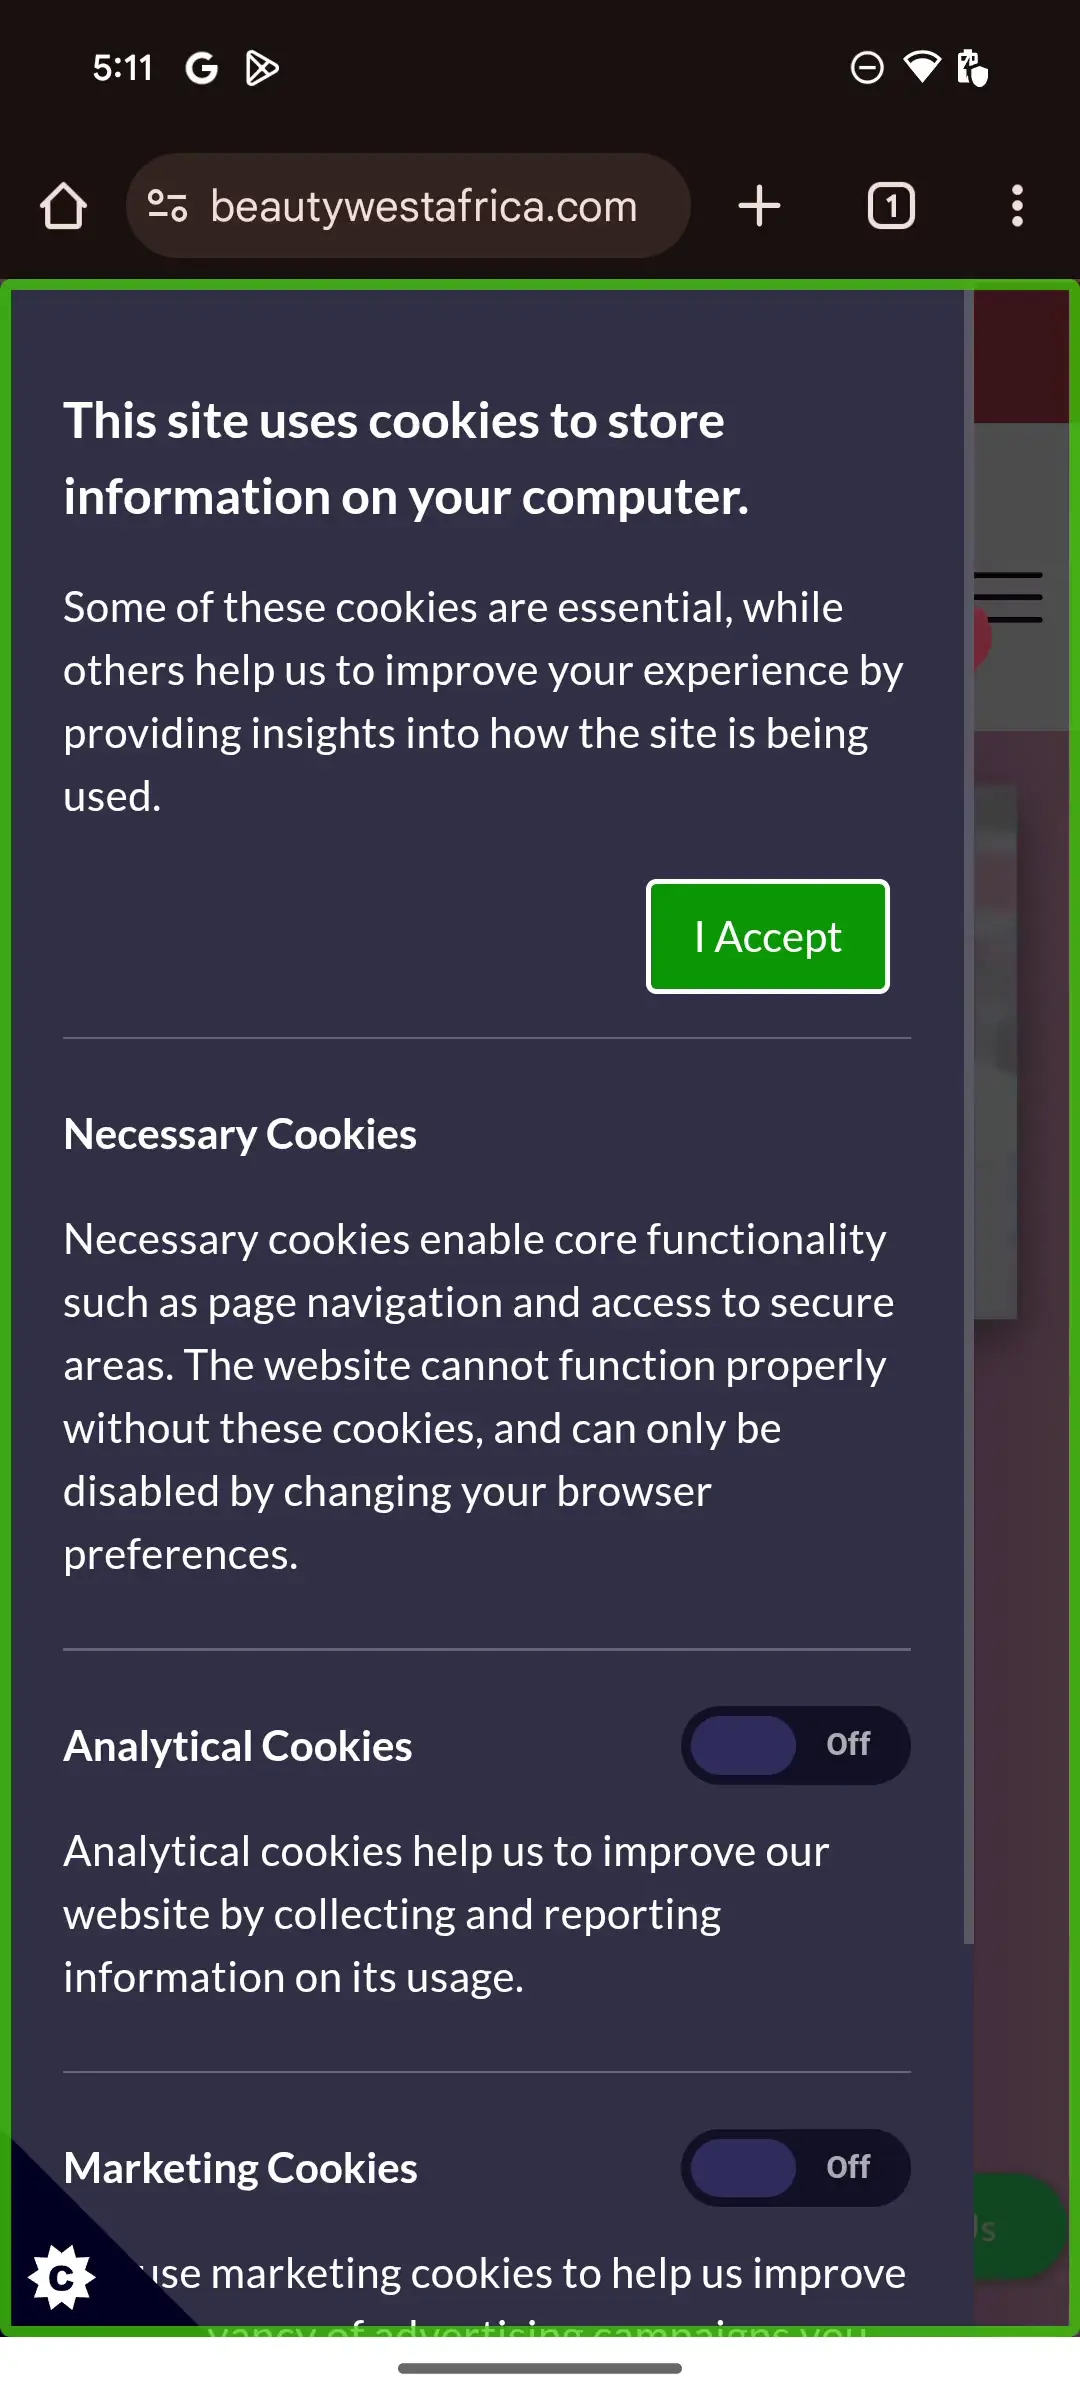 5:11
beautywestafrica.com
1
This site uses cookies to store
information on your computer.
Some of these cookies are essential, while
others help us to improve your experience by
providing insights into how the site is being
used.
I Accept
Necessary Cookies
Necessary cookies enable core functionality
such as page navigation and access to secure
areas. The website cannot function properly
without these cookies, and can only be
disabled by changing your browser
preferences.
Analytical Cookies
Off
Analytical cookies help us to improve our
website by collecting and reporting
information on its usage.
Marketing Cookies
Off
use marketing cookies to help us improve
of advertising campaigns you